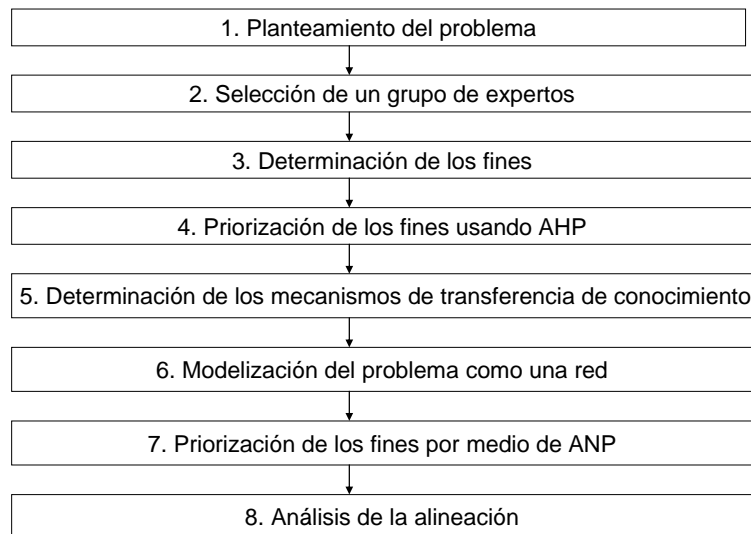 1. Planteamiento del problema
2. Selección de un grupo de expertos
3. Determinación de los fines
4. Priorización de los fines usando AHP
5. Determinación de los mecanismos de transferencia de conocimiento
6. Modelización del problema como una red
7. Priorización de los fines por medio de ANP
8. Análisis de la alineación